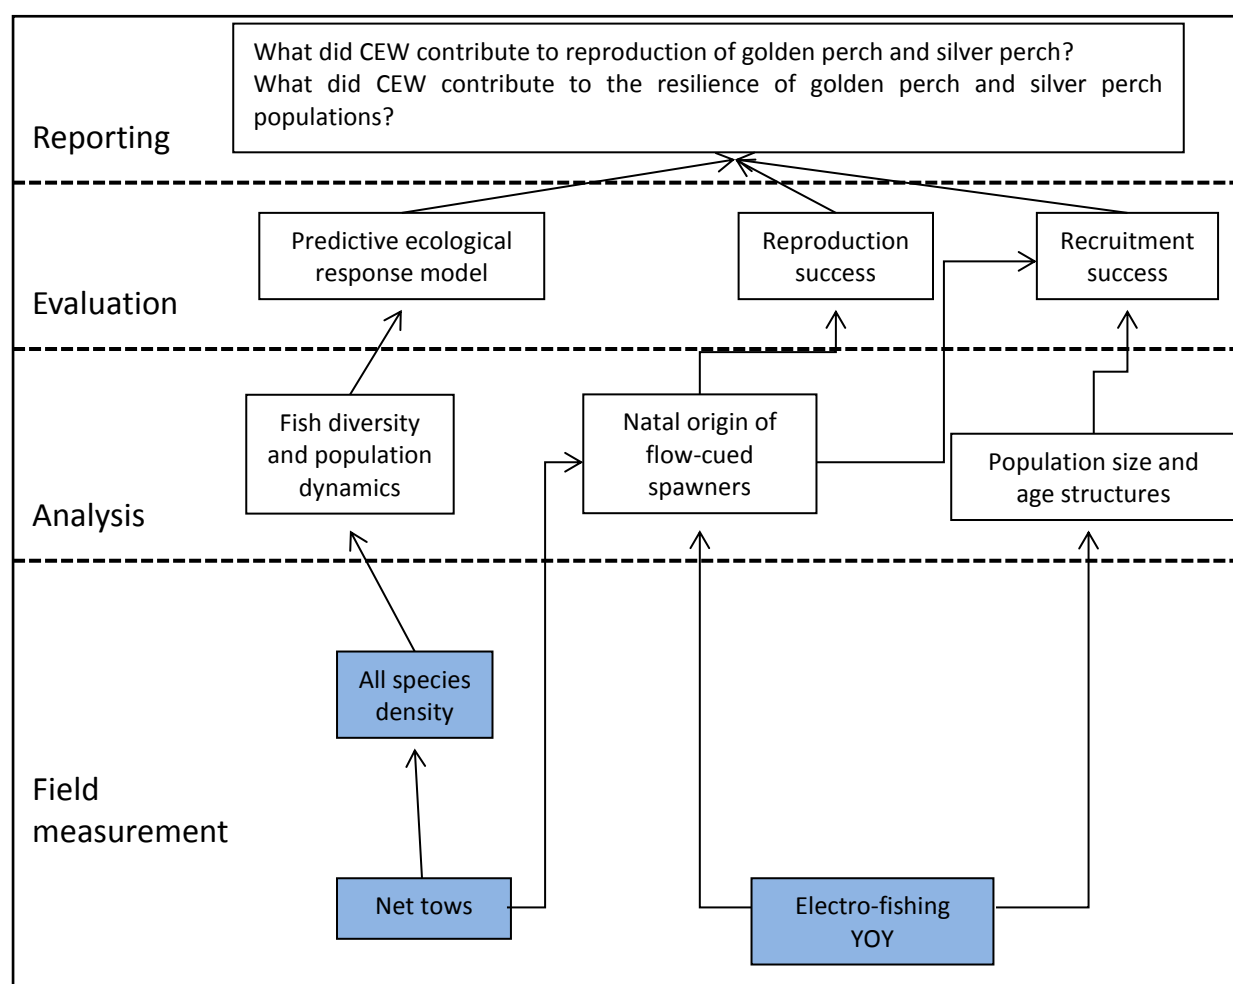 What did CEW contribute to reproduction of golden perch and silver perch?
What did CEW contribute to the resilience of golden perch and silver perch
populations?
Reporting
Predictive ecological
response model
Reproduction
success
Recruitment
success
Evaluation
Fish diversity
and population
dynamics
Natal origin of
flow-cued
spawners
Population size and
age structures
Analysis
All species
density
Field
measurement
Net tows
Electro-fishing
YOY